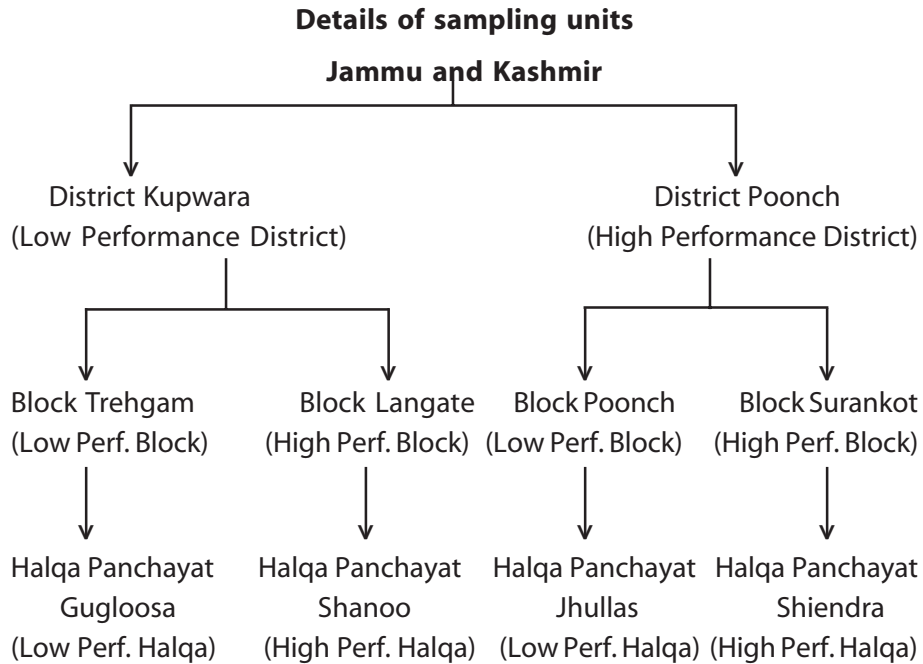 Details of sampling units
Jammu and Kashmir
District Kupwara
(Low Performance District)
District Poonch
(High Performance District)
Block Trehgam
(Low Perf. Block)
Block Langate
(High Perf. Block)
Block Poonch
(Low Perf. Block)
Block Surankot
(High Perf. Block)
Halqa Panchayat
Gugloosa
(Low Perf. Halqa)
Halqa Panchayat
Shanoo
(High Perf. Halqa)
Halqa Panchayat
Jhullas
(Low Perf. Halqa)
Halqa Panchayat
Shiendra
(High Perf. Halqa)